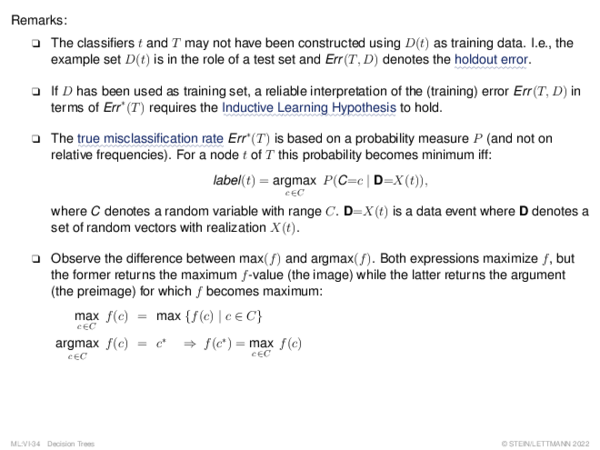 Remarks:
❑ The classifiers t and T may not have been constructed using D(t) as training data. I.e., the
example set D(t) is in the role of a test set and Err(T, D) denotes the holdout error.
❑ If D has been used as training set, a reliable interpretation of the (training) error Err(T, D) in
terms of Err*(T) requires the Inductive Learning Hypothesis to hold.
❑ The true misclassification rate Err*(T) is based on a probability measure P (and not on
relative frequencies). For a node t of T this probability becomes minimum iff:
label(t) = argmax P(C=c | D=X(t)),
c∈C
where C denotes a random variable with range C. D=X(t) is a data event where D denotes a
set of random vectors with realization X(t).
❑ Observe the difference between max(f) and argmax(f). Both expressions maximize f, but
the former returns the maximum f-value (the image) while the latter returns the argument
(the preimage) for which f becomes maximum:
max f(c) = max {f(c) | c ∈ C}
c∈C
argmax f(c) = c* ⇒ f(c*) = max f(c)
c∈C c∈C
ML:VI-34 Decision Trees © STEIN/LETTMANN 2022